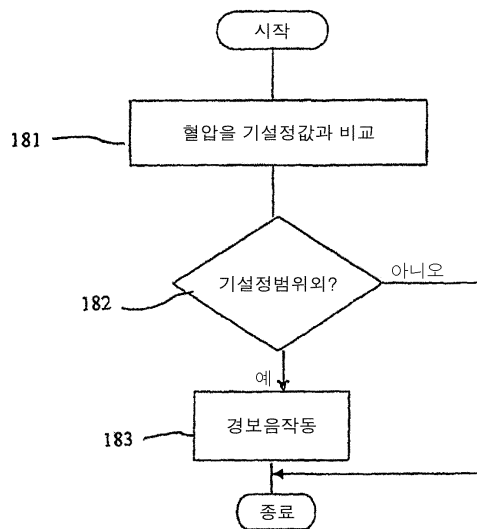 시작
181
혈압을 기설정값과 비교
182
기설정범위외?
아니오
예
183
경보음작동
종료